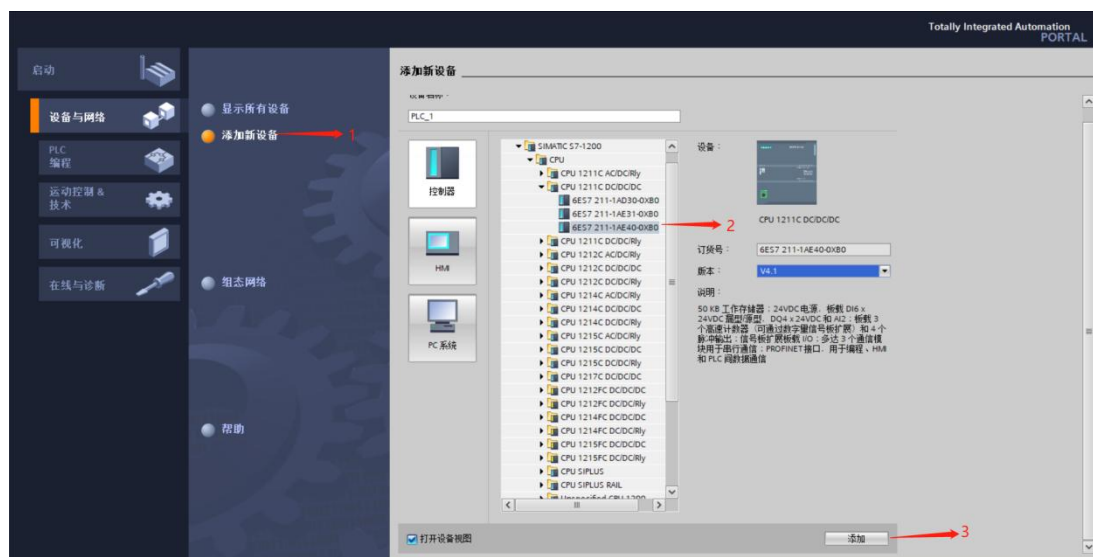 Totally Integrated Automation
PORTAL
启动
设备与网络
PLC
编程
运动控制 &
技术
可视化
在线与诊断
显示所有设备
添加新设备
1
组态网络
帮助
添加新设备
设备名称：
PLC_1
控制器
HMI
PC 系统
SIMATIC S7-1200
CPU
CPU 1211C AC/DC/Rly
CPU 1211C DC/DC/DC
6ES7 211-1AD30-0XB0
6ES7 211-1AE31-0XB0
6ES7 211-1AE40-0XB0
2
CPU 1211C DC/DC/Rly
CPU 1212C AC/DC/Rly
CPU 1212C DC/DC/DC
CPU 1212C DC/DC/Rly
CPU 1214C AC/DC/Rly
CPU 1214C DC/DC/DC
CPU 1214C DC/DC/Rly
CPU 1215C AC/DC/Rly
CPU 1215C DC/DC/DC
CPU 1215C DC/DC/Rly
CPU 1217C DC/DC/DC
CPU 1212FC DC/DC/DC
CPU 1212FC DC/DC/Rly
CPU 1214FC DC/DC/DC
CPU 1214FC DC/DC/Rly
CPU 1215FC DC/DC/DC
CPU 1215FC DC/DC/Rly
CPU SIPLUS
CPU SIPLUS RAIL
Unspecified CPU 1200
设备：
CPU 1211C DC/DC/DC
订货号：
6ES7 211-1AE40-0XB0
版本：
V4.1
说明：
50 KB 工作存储器；24VDC 电源，板载 DI6 x
24VDC 漏型/源型，DQ4 x 24VDC 和 AI2；板载 3
个高速计数器（可通过数字量信号板扩展）和 4 个
脉冲输出；信号板扩展板载 I/O；多达 3 个通信模
块用于串行通信；PROFINET 接口，用于编程、HMI
和 PLC 间数据通信
打开设备视图
添加
3